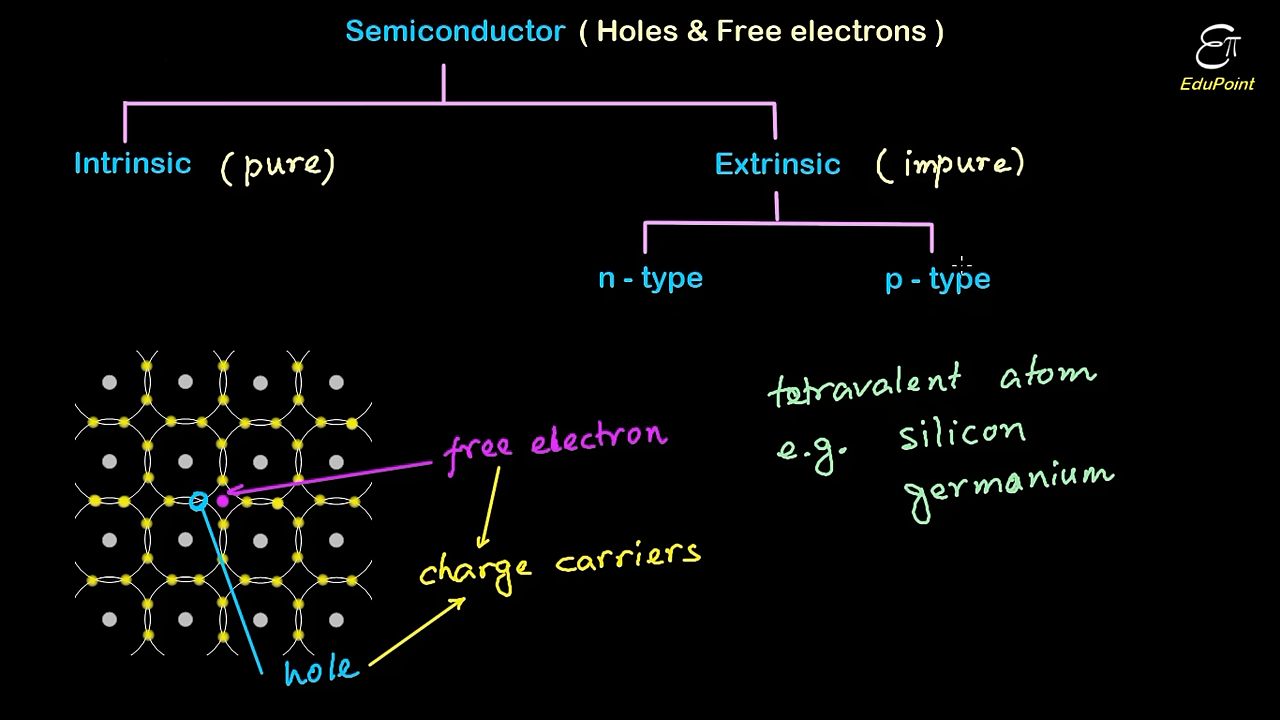 Semiconductor ( Holes & Free electrons )
επ
EduPoint
Intrinsic (pure)
Extrinsic (impure)
n - type
p - type
tetravalent atom
e.g. silicon
germanium
free electron
charge carriers
hole